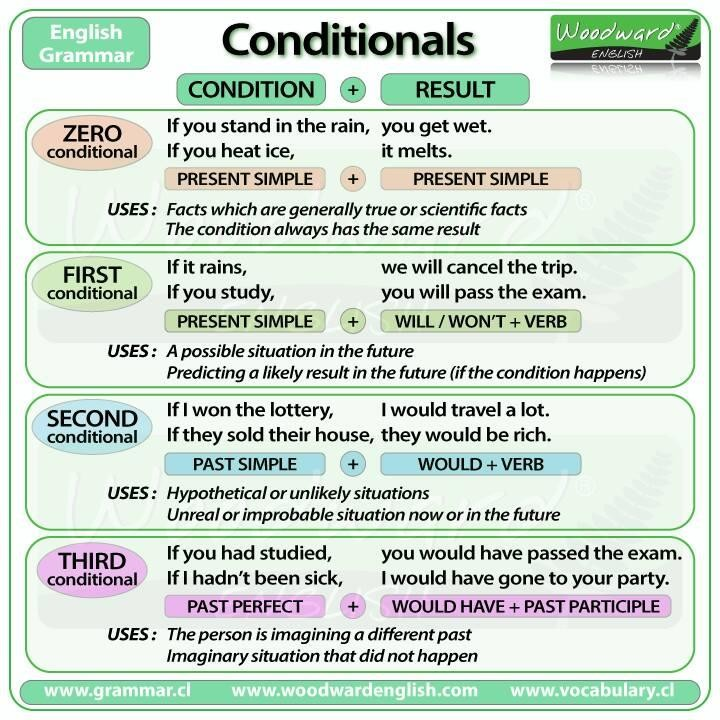 English
Grammar
Conditionals
Woodward®
ENGLISH
CONDITION + RESULT
ZERO
conditional
If you stand in the rain, you get wet.
If you heat ice, it melts.
PRESENT SIMPLE + PRESENT SIMPLE
USES: Facts which are generally true or scientific facts
The condition always has the same result
FIRST
conditional
If it rains, we will cancel the trip.
If you study, you will pass the exam.
PRESENT SIMPLE + WILL / WON'T + VERB
USES: A possible situation in the future
Predicting a likely result in the future (if the condition happens)
SECOND
conditional
If I won the lottery, I would travel a lot.
If they sold their house, they would be rich.
PAST SIMPLE + WOULD + VERB
USES: Hypothetical or unlikely situations
Unreal or improbable situation now or in the future
THIRD
conditional
If you had studied, you would have passed the exam.
If I hadn't been sick, I would have gone to your party.
PAST PERFECT + WOULD HAVE + PAST PARTICIPLE
USES: The person is imagining a different past
Imaginary situation that did not happen
www.grammar.cl www.woodwardenglish.com www.vocabulary.cl